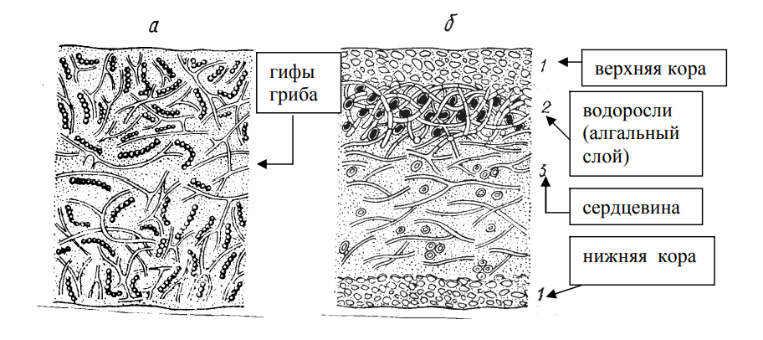 а
б
гифы
гриба
1
верхняя кора
2
водоросли
(алгальный
слой)
3
сердцевина
нижняя кора
1